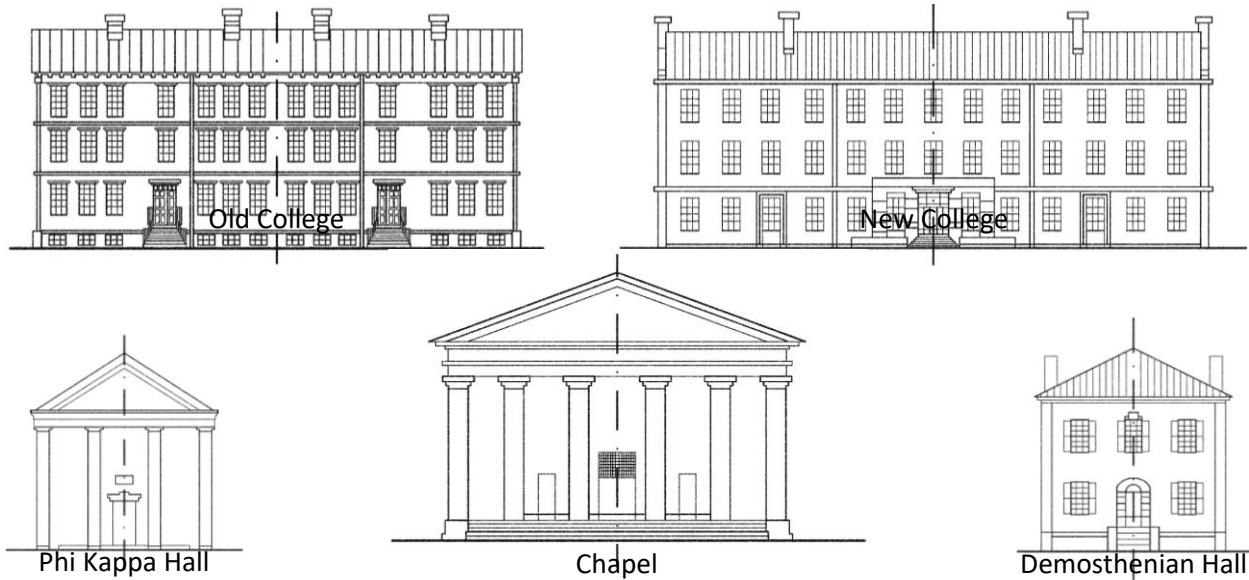 Old College
New College
Phi Kappa Hall
Chapel
Demosthenian Hall